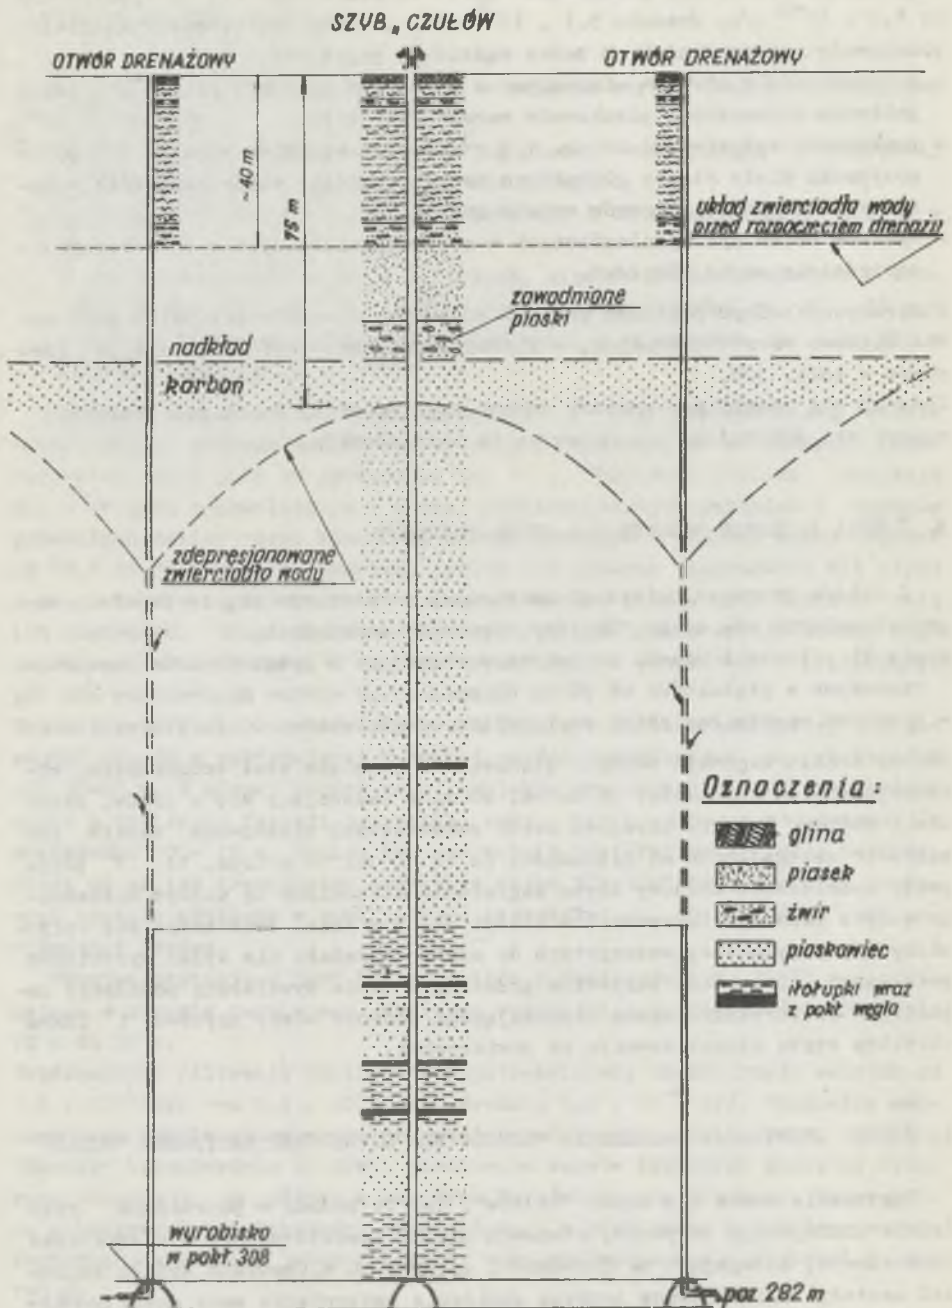 SZYB „CZUŁÓW
OTWÓR DRENAŻOWY
OTWÓR DRENAŻOWY
~40 m
75 m
układ zwierciadła wody
przed rozpoczęciem drenażu
zawodnione
piaski
nadkład
karbon
zdepresjonowane
zwierciadło wody
Oznaczenia:
glina
piasek
żwir
piaskowiec
iłołupki wraz
z pokł. węgla
wyrobisko
w pokł 308
poz. 282 m